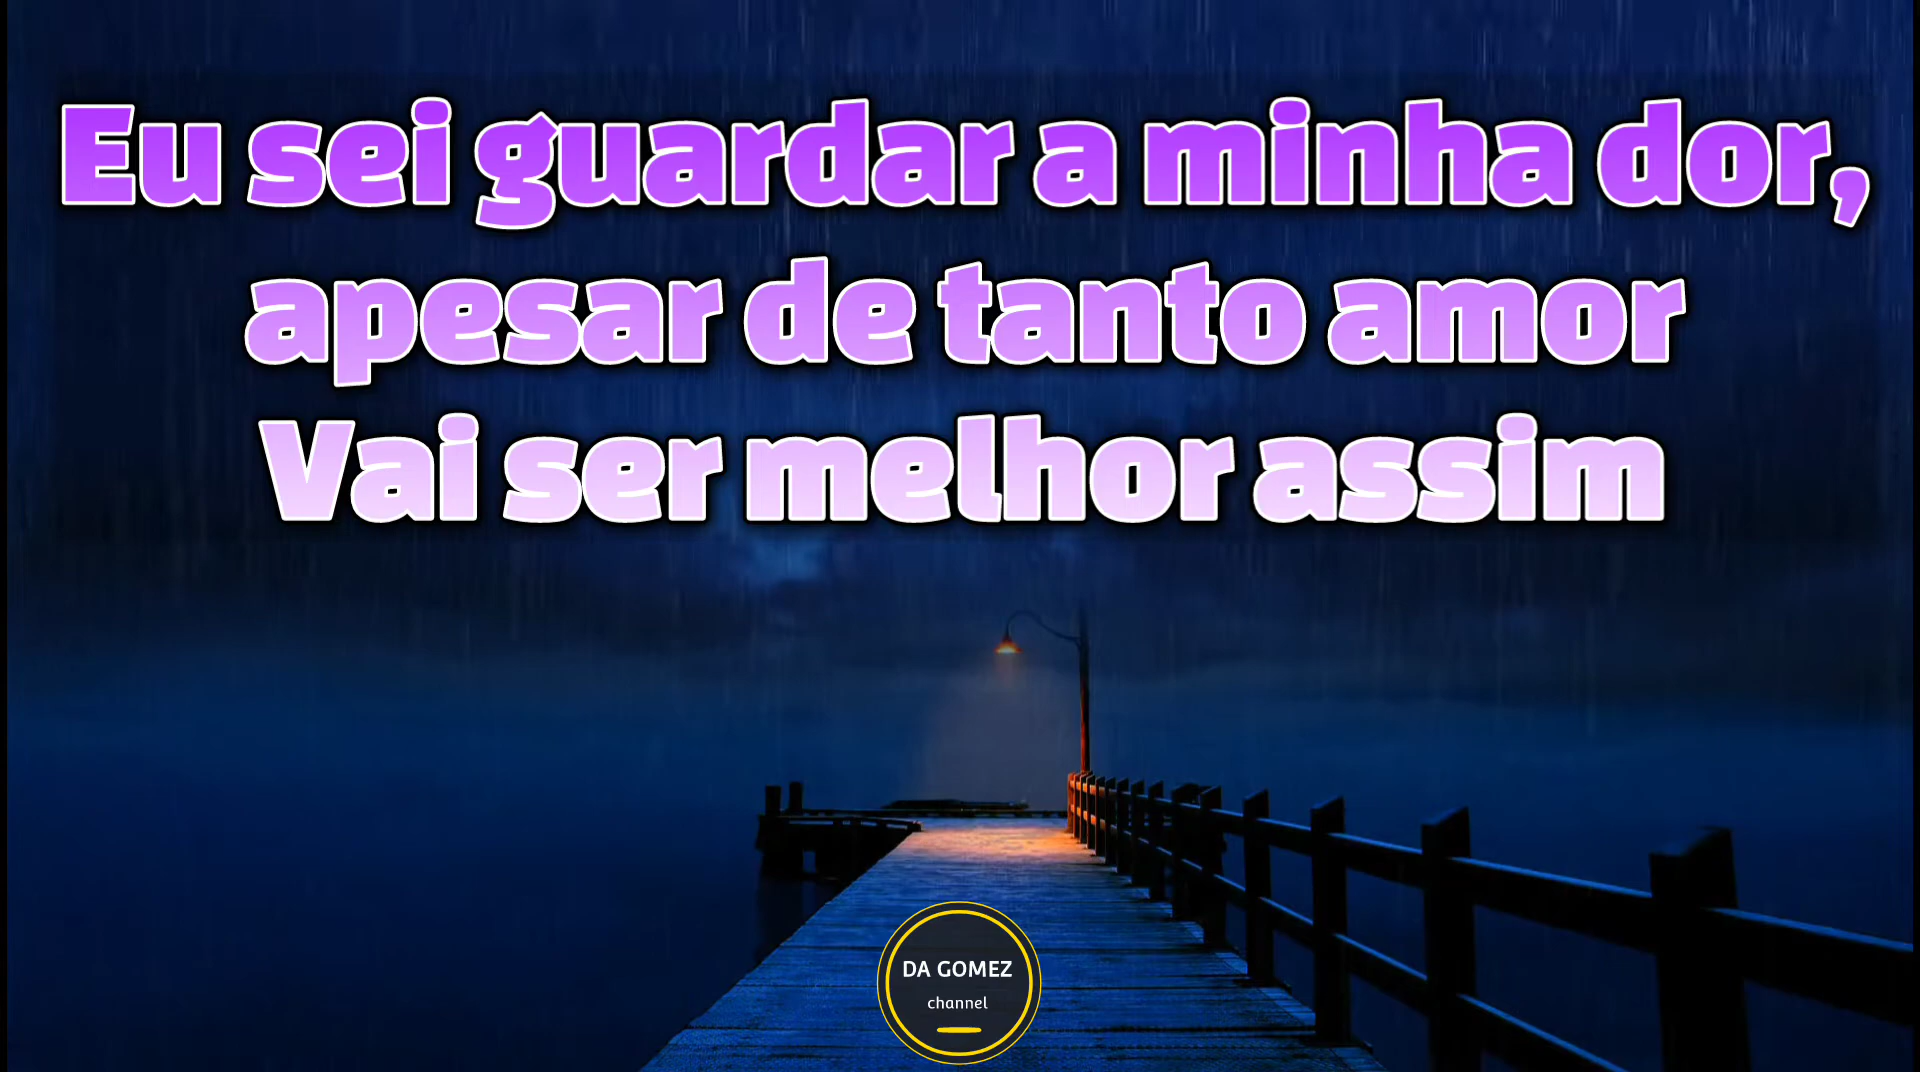 Eu sei guardar a minha dor,
apesar de tanto amor
Vai ser melhor assim
DA GOMEZ
channel